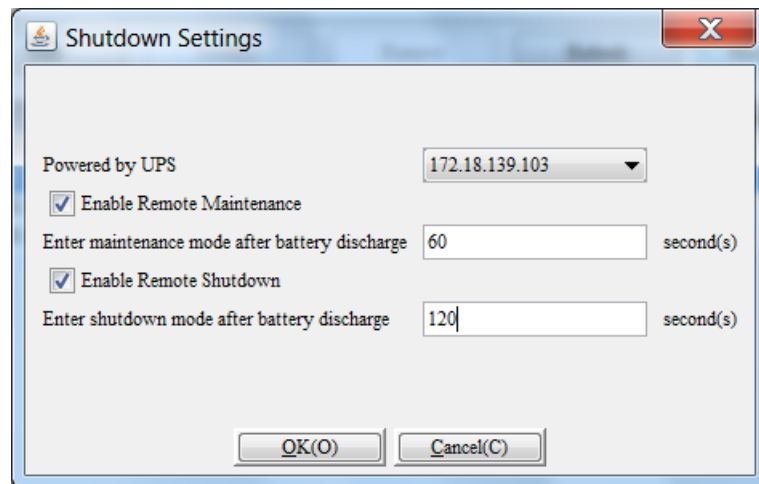 Shutdown Settings
Powered by UPS 172.18.139.103
Enable Remote Maintenance
Enter maintenance mode after battery discharge 60 second(s)
Enable Remote Shutdown
Enter shutdown mode after battery discharge 120 second(s)
OK(O) Cancel(C)